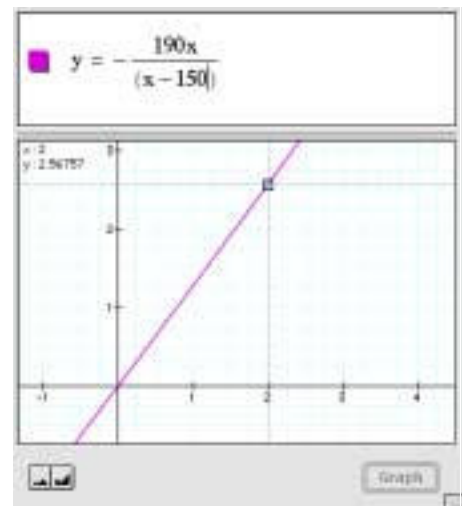 y = - 190x / (x - 150)
x : 2
y : 2.56757
3
2
1
-1 1 2 3 4
Graph